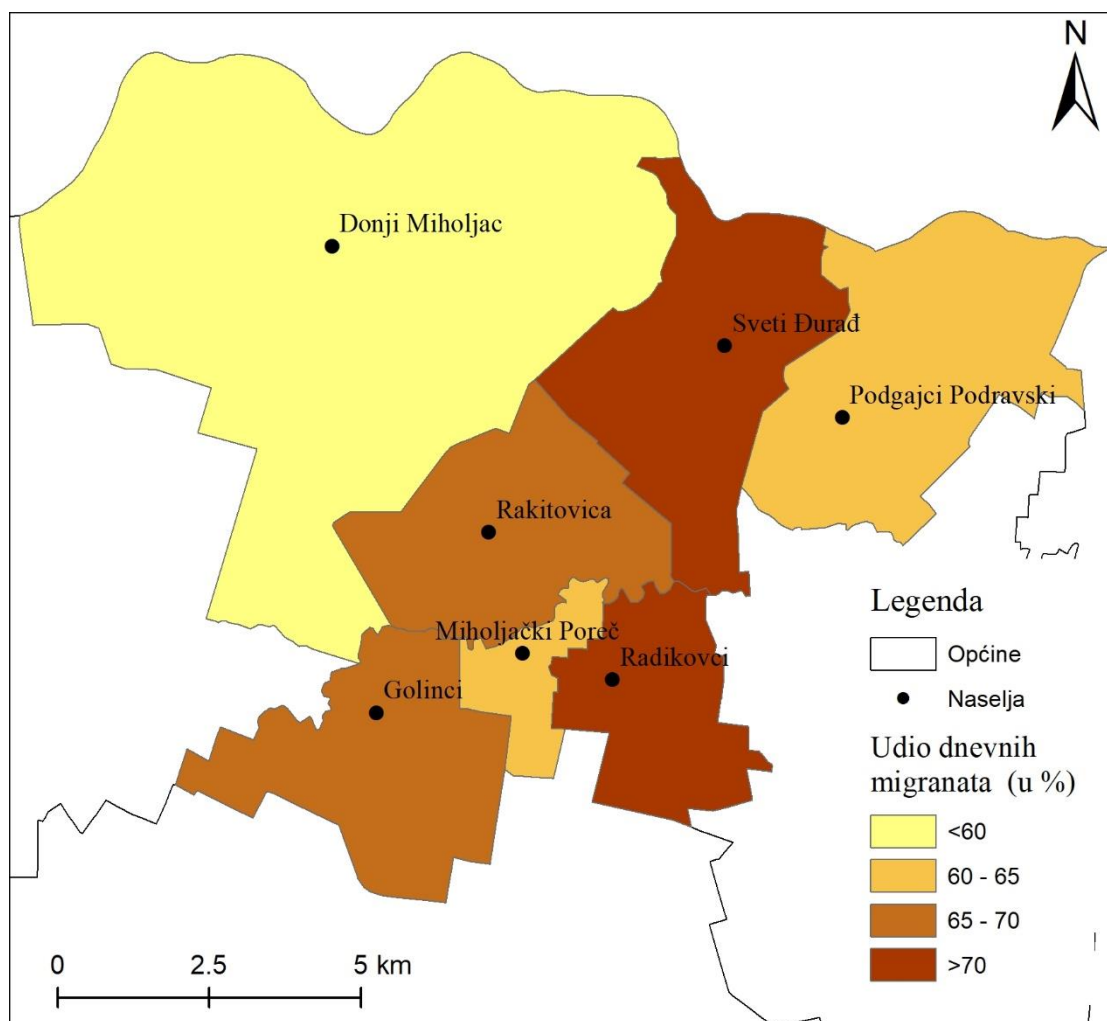 N
Donji Miholjac
Sveti Đurađ
Podgajci Podravski
Rakitovica
Miholjački Poreč
Radikovci
Golinci
Legenda
Općine
Naselja
Udio dnevnih
migranata (u %)
<60
60 - 65
65 - 70
>70
0 2.5 5 km